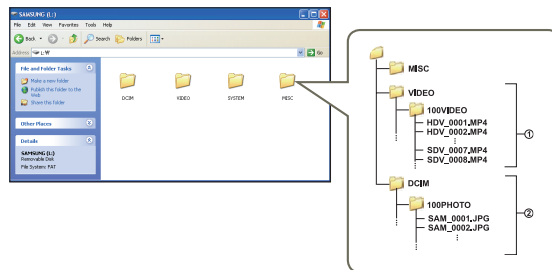 SAMSUNG (L:)
File Edit View Favorites Tools Help
Back Search Folders
Address L:₩ Go
File and Folder Tasks
Make a new folder
Publish this folder to the Web
Share this folder
Other Places
Details
SAMSUNG (L:)
Removable Disk
File System: FAT
DCIM VIDEO SYSTEM MISC
MISC
VIDEO
100VIDEO
HDV_0001.MP4
HDV_0002.MP4
SDV_0007.MP4
SDV_0008.MP4
①
DCIM
100PHOTO
SAM_0001.JPG
SAM_0002.JPG
②